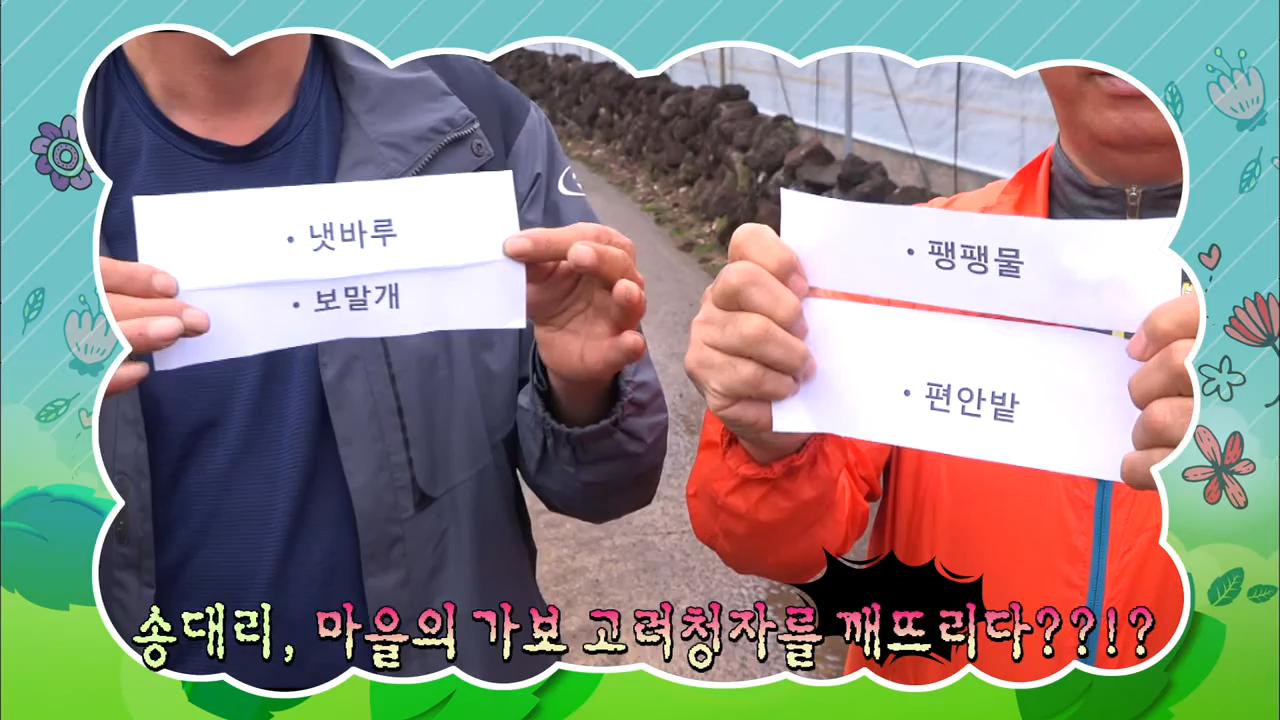 • 냇바루
• 보말개
• 팽팽물
• 편안밭
송대리, 마을의 가보 고려청자를 깨뜨리다??!?